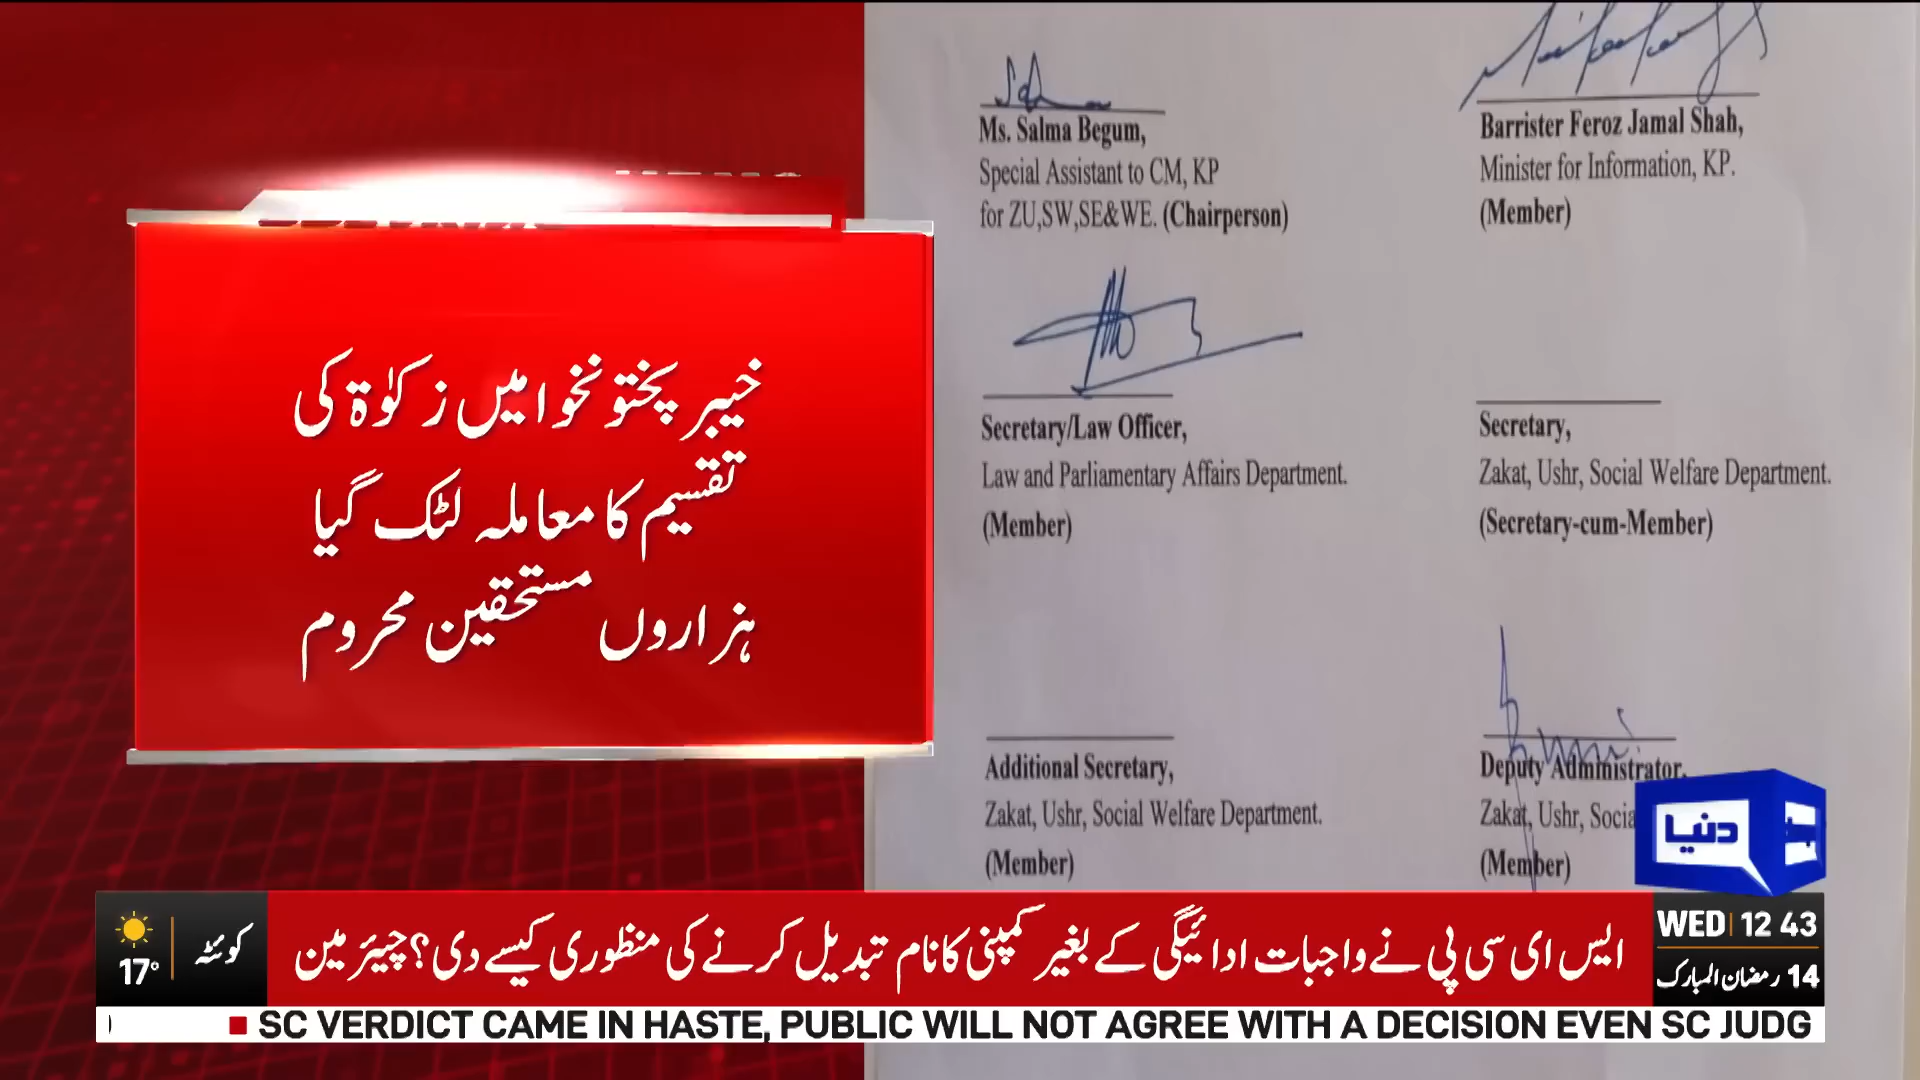 خیبر پختونخوا میں زکوٰۃ کی
تقسیم کا معاملہ لٹک گیا
ہزاروں مستحقین محروم
Ms. Salma Begum,
Special Assistant to CM, KP
for ZU,SW,SE&WE. (Chairperson)
Barrister Feroz Jamal Shah,
Minister for Information, KP.
(Member)
Secretary/Law Officer,
Law and Parliamentary Affairs Department.
(Member)
Secretary,
Zakat, Ushr, Social Welfare Department.
(Secretary-cum-Member)
Additional Secretary,
Zakat, Ushr, Social Welfare Department.
(Member)
Deputy Administrator,
Zakat, Ushr, Socia
(Member)
دنیا
17°
کوئٹہ
ایس ای سی پی نے واجبات ادائیگی کے بغیر کمپنی کا نام تبدیل کرنے کی منظوری کیسے دی؟ چیئرمین
WED 12 43
14 رمضان المبارک
SC VERDICT CAME IN HASTE, PUBLIC WILL NOT AGREE WITH A DECISION EVEN SC JUDG